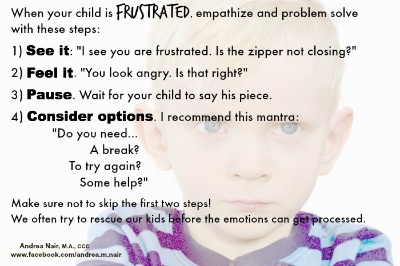 When your child is FRUSTRATED, empathize and problem solve
with these steps:
1) See it: "I see you are frustrated. Is the zipper not closing?"
2) Feel it. "You look angry. Is that right?"
3) Pause. Wait for your child to say his piece.
4) Consider options. I recommend this mantra:
"Do you need...
A break?
To try again?
Some help?"
Make sure not to skip the first two steps!
We often try to rescue our kids before the emotions can get processed.
Andrea Nair, M.A., CCC
www.facebook.com/andrea.m.nair